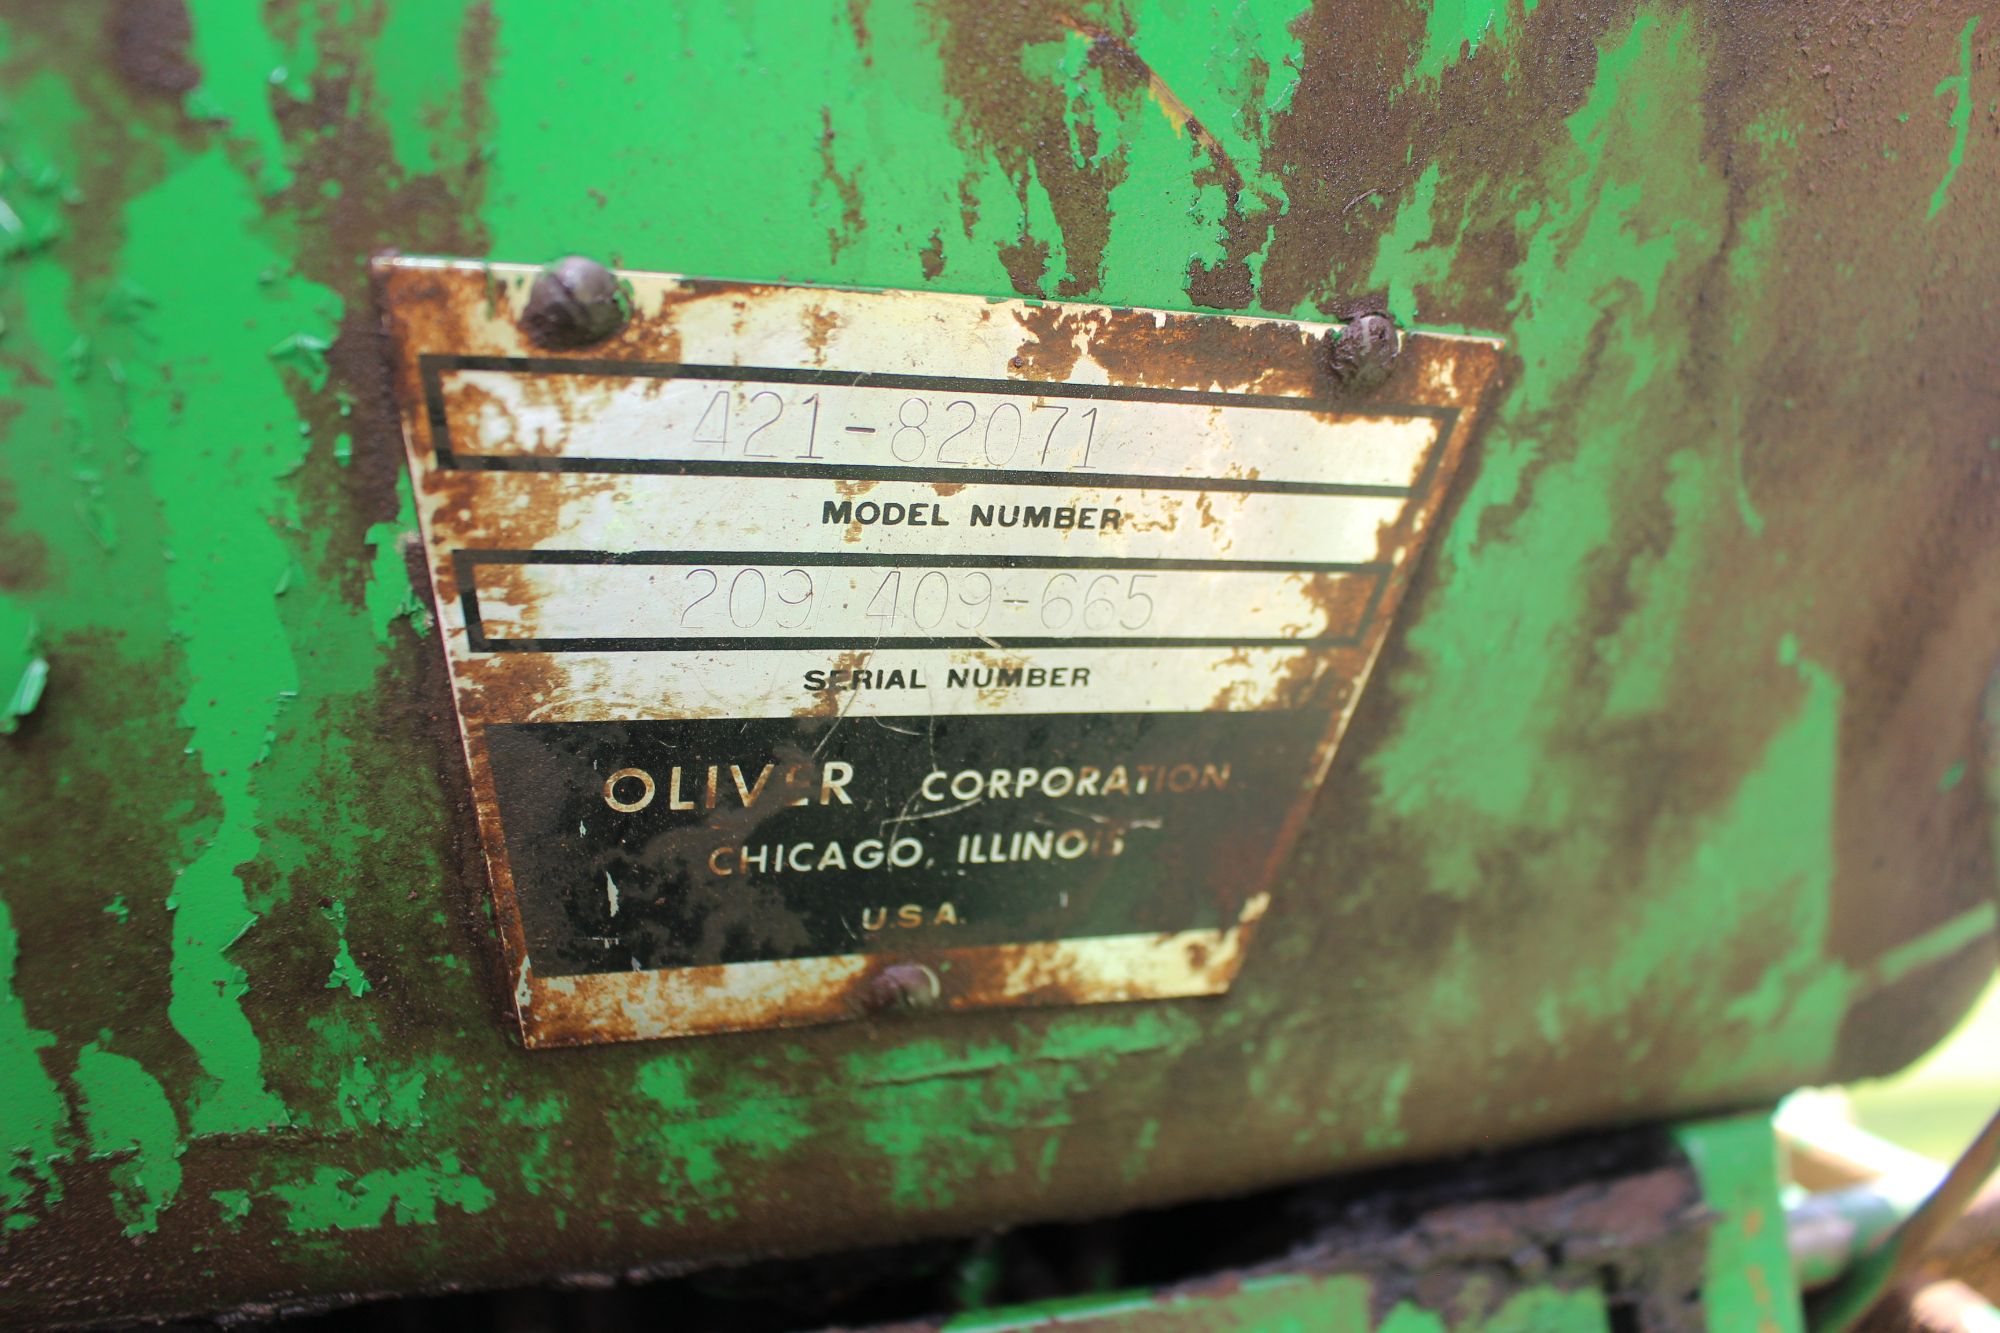 421-82071
MODEL NUMBER
209 409-665
SERIAL NUMBER
OLIVER CORPORATION
CHICAGO, ILLINOIS
U.S.A.